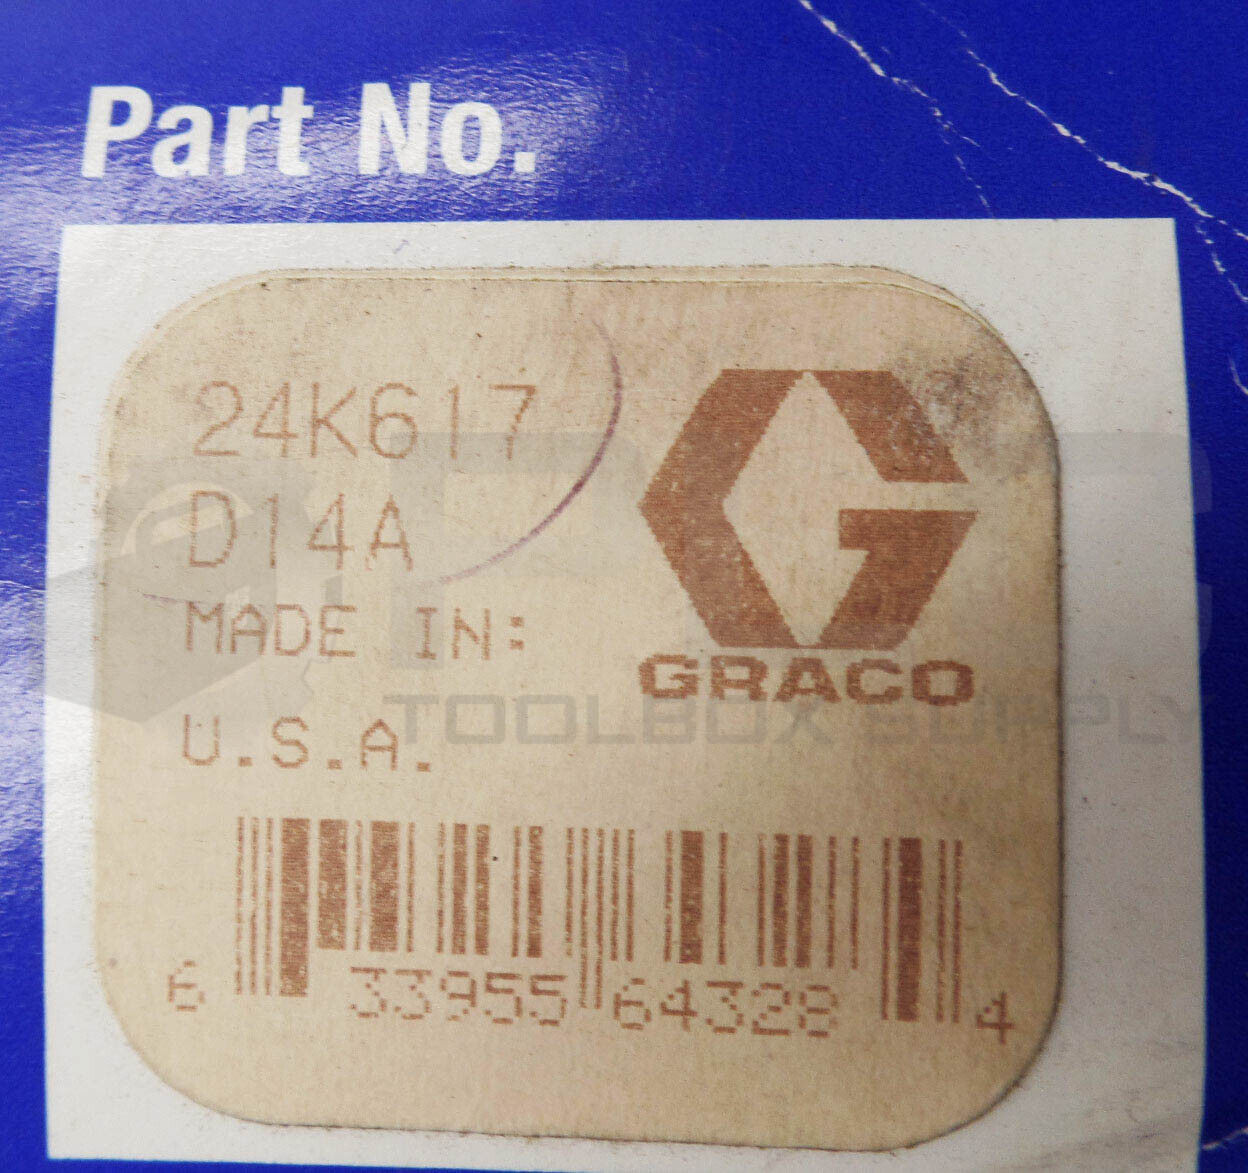 Part No.
24K617
D14A
MADE IN:
U.S.A.
GRACO
TOOLBOX SUPPLY
6 33955 64328 4